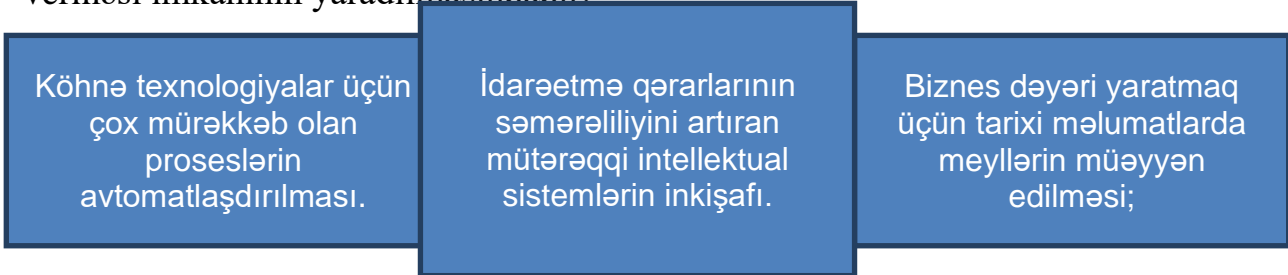 Köhnə texnologiyalar üçün
çox mürəkkəb olan
proseslərin
avtomatlaşdırılması.
İdarəetmə qərarlarının
səmərəliliyini artıran
mütərəqqi intellektual
sistemlərin inkişafı.
Biznes dəyəri yaratmaq
üçün tarixi məlumatlarda
meyllərin müəyyən
edilməsi;